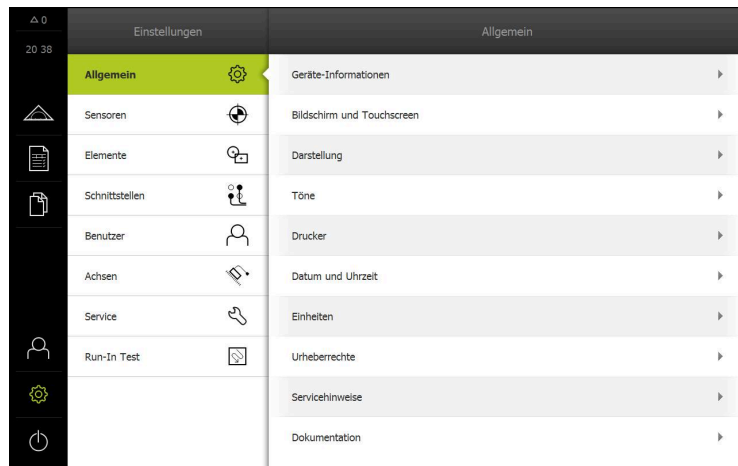 0
20 38
Einstellungen
Allgemein
Allgemein
Sensoren
Elemente
Schnittstellen
Benutzer
Achsen
Service
Run-In Test
Geräte-Informationen
Bildschirm und Touchscreen
Darstellung
Töne
Drucker
Datum und Uhrzeit
Einheiten
Urheberrechte
Servicehinweise
Dokumentation